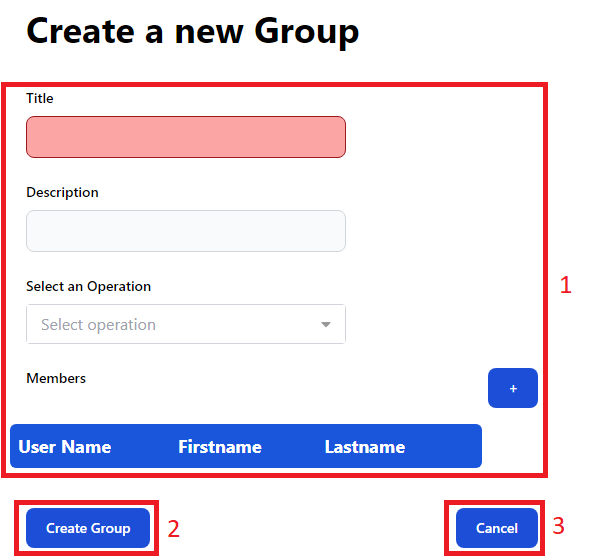 Create a new Group
Title
Description
1
Select an Operation
Select operation
Members
+
User Name Firstname Lastname
Create Group 2 Cancel 3